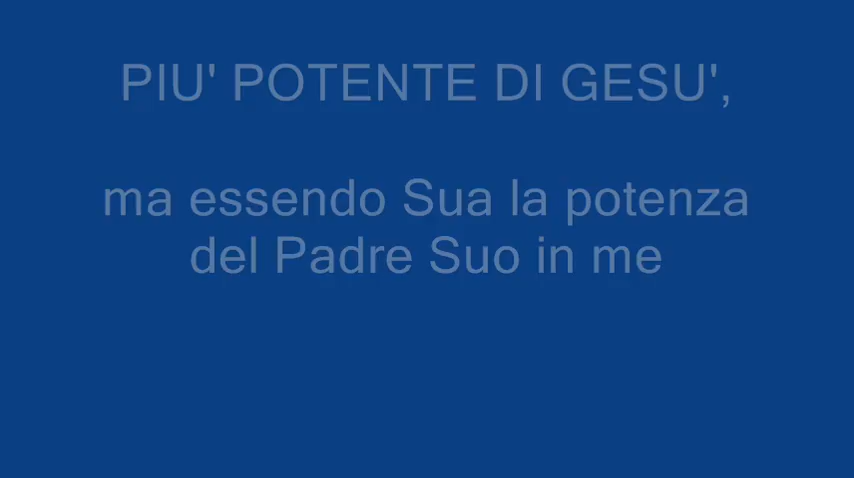 PIU' POTENTE DI GESU',
ma essendo Sua la potenza
del Padre Suo in me